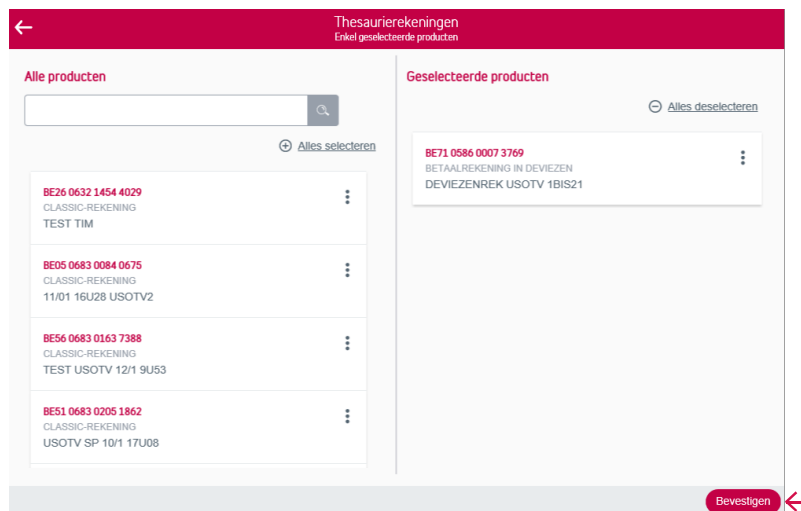 Thesaurierekeningen
Enkel geselecteerde producten
Alle producten
Alles selecteren
BE26 0632 1454 4029
CLASSIC-REKENING
TEST TIM
BE05 0683 0084 0675
CLASSIC-REKENING
11/01 16U28 USOTV2
BE56 0683 0163 7388
CLASSIC-REKENING
TEST USOTV 12/1 9U53
BE51 0683 0205 1862
CLASSIC-REKENING
USOTV SP 10/1 17U08
Geselecteerde producten
Alles deselecteren
BE71 0586 0007 3769
BETAALREKENING IN DEVIEZEN
DEVIEZENREK USOTV 1BIS21
Bevestigen